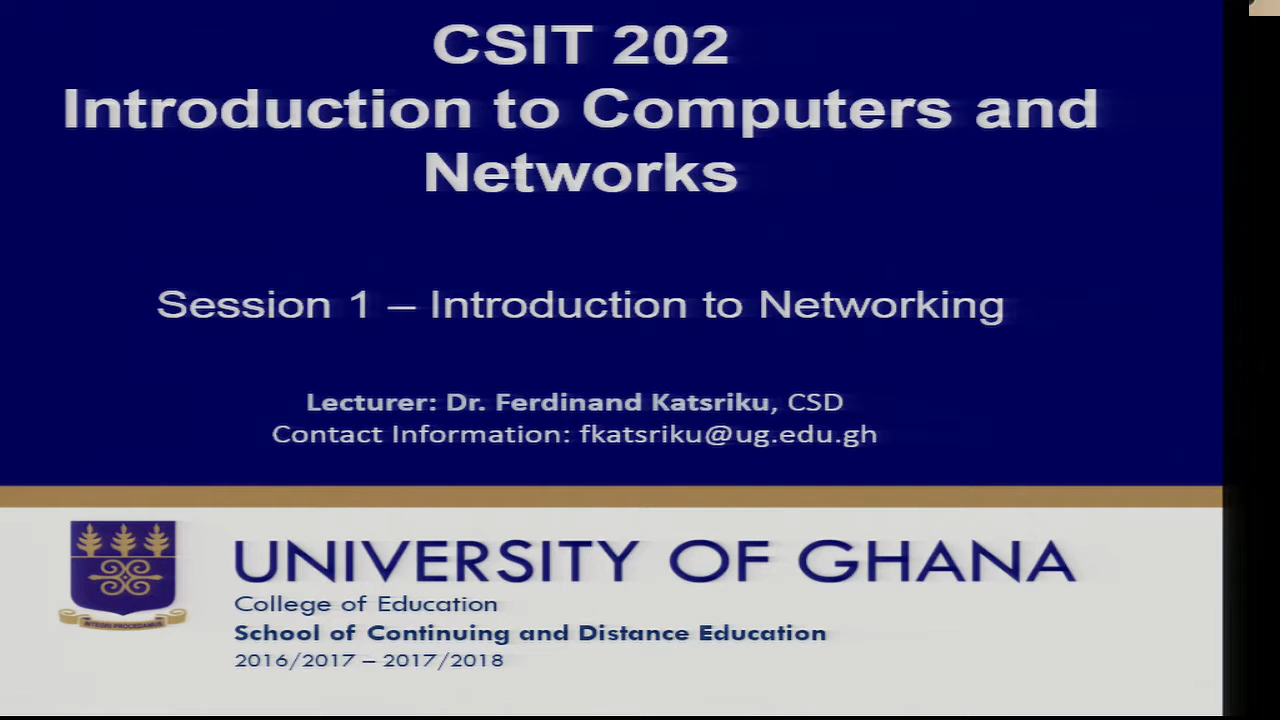 CSIT 202
Introduction to Computers and
Networks
Session 1 – Introduction to Networking
Lecturer: Dr. Ferdinand Katsriku, CSD
Contact Information: fkatsriku@ug.edu.gh
INTEGRI PROCEDAMUS
UNIVERSITY OF GHANA
College of Education
School of Continuing and Distance Education
2016/2017 – 2017/2018